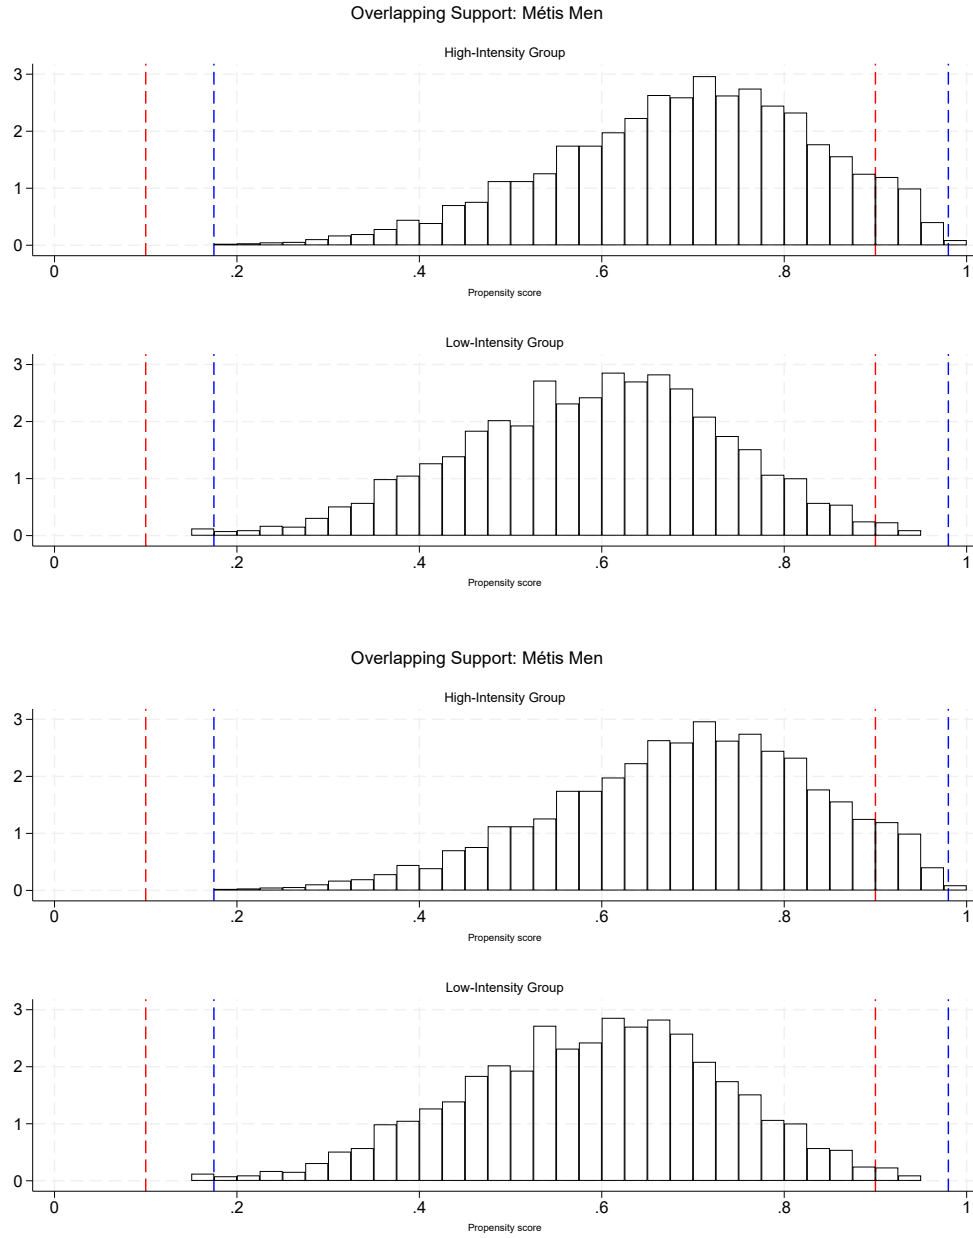 Overlapping Support: Métis Men
High-Intensity Group
3
2
1
0
0 .2 .4 .6 .8 1
Propensity score
Low-Intensity Group
3
2
1
0
0 .2 .4 .6 .8 1
Propensity score
Overlapping Support: Métis Men
High-Intensity Group
3
2
1
0
0 .2 .4 .6 .8 1
Propensity score
Low-Intensity Group
3
2
1
0
0 .2 .4 .6 .8 1
Propensity score